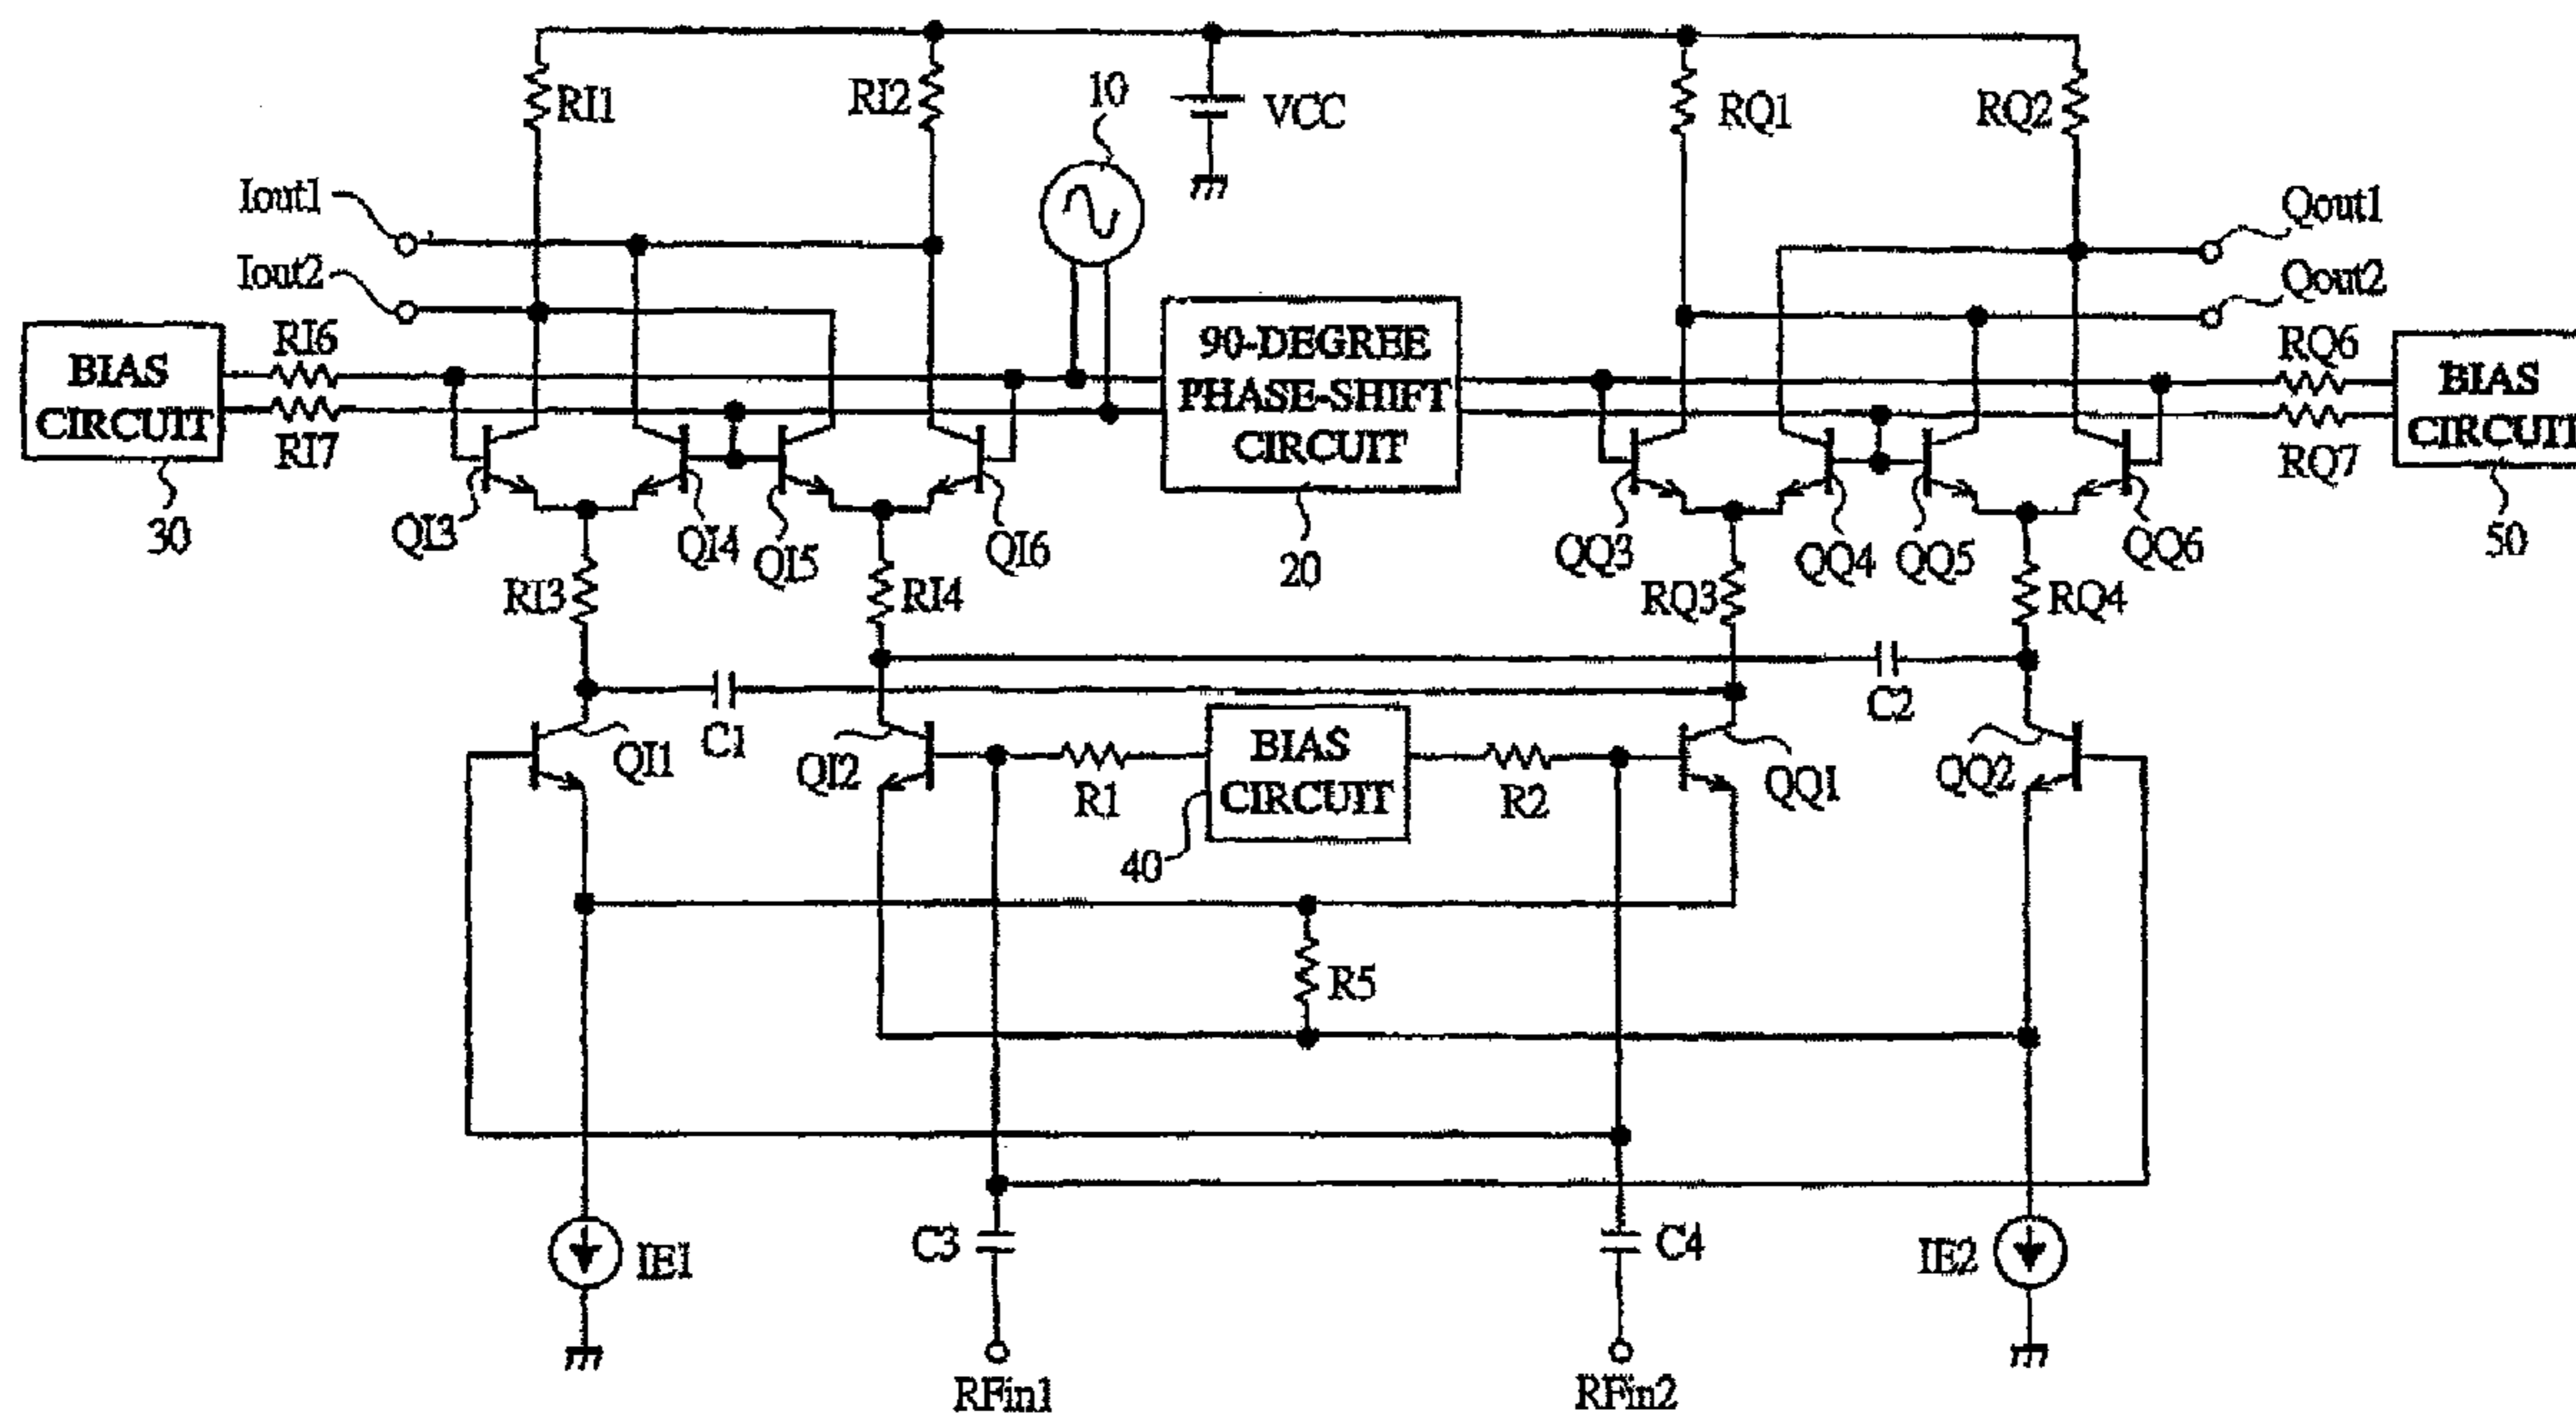 10
RI1
RI2
VCC
RQ1
RQ2
Iout1
Iout2
Qout1
Qout2
BIAS
CIRCUIT
30
RI6
RI7
90-DEGREE
PHASE-SHIFT
CIRCUIT
20
RQ6
RQ7
BIAS
CIRCUIT
50
QI3
QI4
QI5
QI6
QQ3
QQ4
QQ5
QQ6
RI3
RI4
RQ3
RQ4
C1
C2
QI1
QI2
R1
BIAS
CIRCUIT
40
R2
QQ1
QQ2
R5
IE1
C3
C4
IE2
RFin1
RFin2